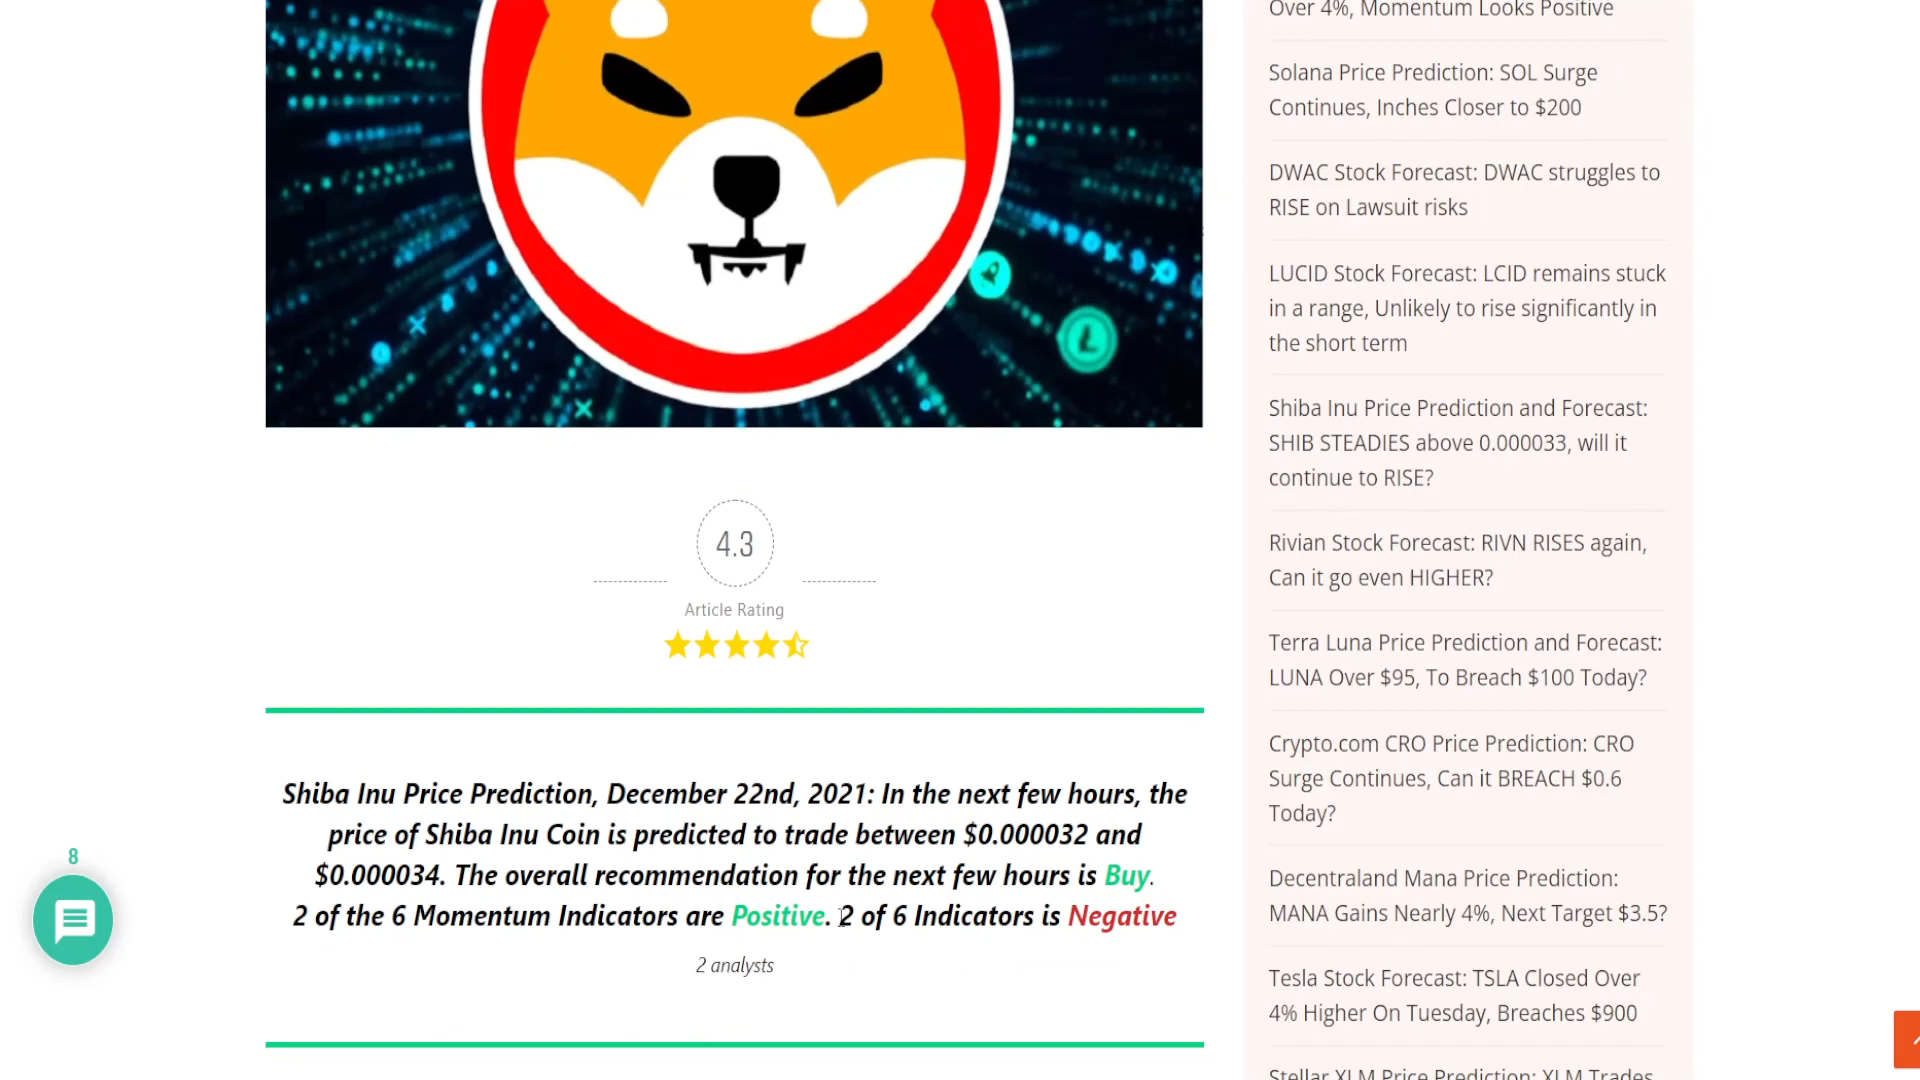 4.3
Article Rating
Shiba Inu Price Prediction, December 22nd, 2021: In the next few hours, the
price of Shiba Inu Coin is predicted to trade between $0.000032 and
$0.000034. The overall recommendation for the next few hours is Buy.
2 of the 6 Momentum Indicators are Positive. 2 of 6 Indicators is Negative
2 analysts
8
Over 4%, Momentum Looks Positive
Solana Price Prediction: SOL Surge
Continues, Inches Closer to $200
DWAC Stock Forecast: DWAC struggles to
RISE on Lawsuit risks
LUCID Stock Forecast: LCID remains stuck
in a range, Unlikely to rise significantly in
the short term
Shiba Inu Price Prediction and Forecast:
SHIB STEADIES above 0.000033, will it
continue to RISE?
Rivian Stock Forecast: RIVN RISES again,
Can it go even HIGHER?
Terra Luna Price Prediction and Forecast:
LUNA Over $95, To Breach $100 Today?
Crypto.com CRO Price Prediction: CRO
Surge Continues, Can it BREACH $0.6
Today?
Decentraland Mana Price Prediction:
MANA Gains Nearly 4%, Next Target $3.5?
Tesla Stock Forecast: TSLA Closed Over
4% Higher On Tuesday, Breaches $900
Stellar XLM Price Prediction: XLM Trades